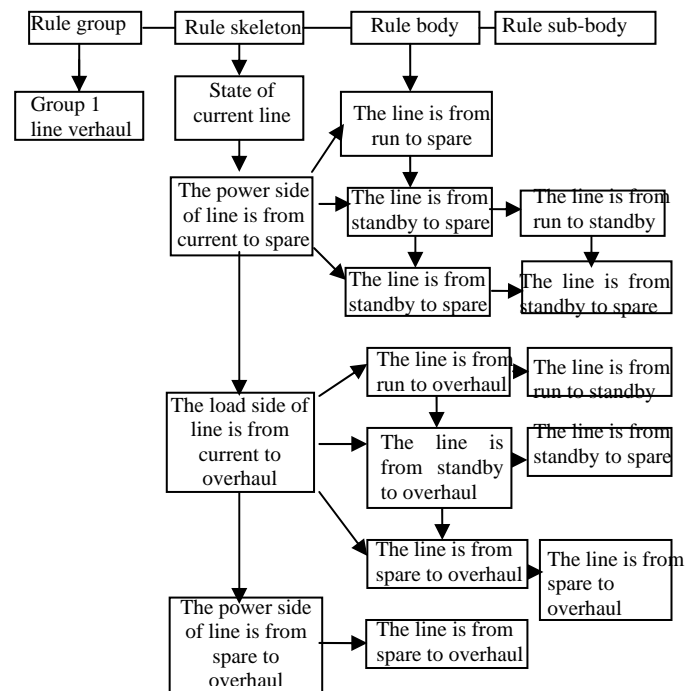 Rule group
Rule skeleton
Rule body
Rule sub-body
Group 1
line verhaul
State of
current line
The line is from
run to spare
The power side
of line is from
current to spare
The line is from
standby to spare
The line is from
run to standby
The line is from
standby to spare
The line is from
standby to spare
The load side of
line is from
current to
overhaul
The line is from
run to overhaul
The line is from
run to standby
The line is
from standby
to overhaul
The line is from
standby to spare
The line is from
spare to overhaul
The line is from
spare to
overhaul
The power side
of line is from
spare to
overhaul
The line is from
spare to overhaul